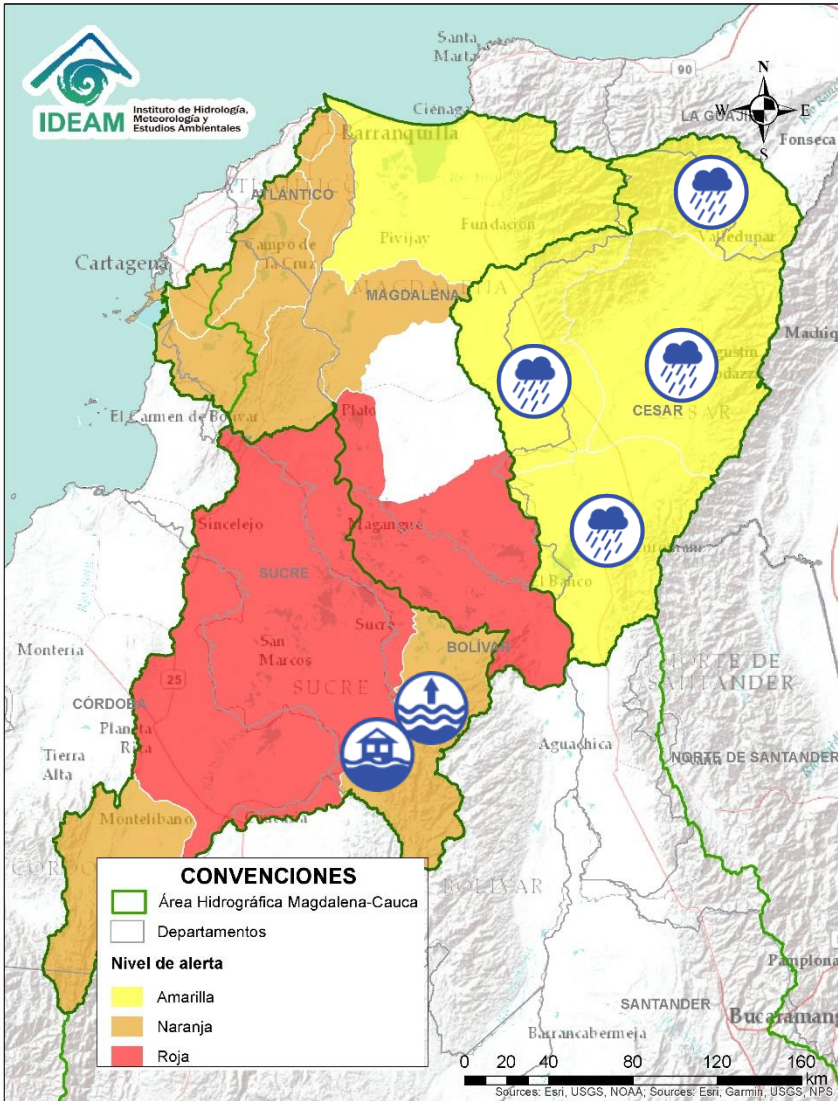 IDEAM
Instituto de Hidrología,
Meteorología y
Estudios Ambientales
Santa
Marta
90
N
W
E
S
LA GUAJIRA
Fonseca
Ciénaga
Barranquilla
ATLÁNTICO
Valledupar
Pivijay
Fundación
Campo de
la Cruz
Cartagena
MAGDALENA
Machiq
CESAR
CESAR
El Carmen de Bolívar
Plato
Sincelejo
Magangué
El Banco
SUCRE
Sucre
BOLÍVAR
Montería
San
Marcos
SUCRE
25
NORTE DE
SANTANDER
CÓRDOBA
Planeta
Rica
Aguachica
Tierra
Alta
NORTE DE SANTANDER
Montelíbano
BOLÍVAR
Pamplona
SANTANDER
Bucaramang
Barrancabermeja
CONVENCIONES
Área Hidrográfica Magdalena-Cauca
Departamentos
Nivel de alerta
Amarilla
Naranja
Roja
0 20 40 80 120 160
km
Sources: Esri, USGS, NOAA; Sources: Esri, Garmin, USGS, NPS